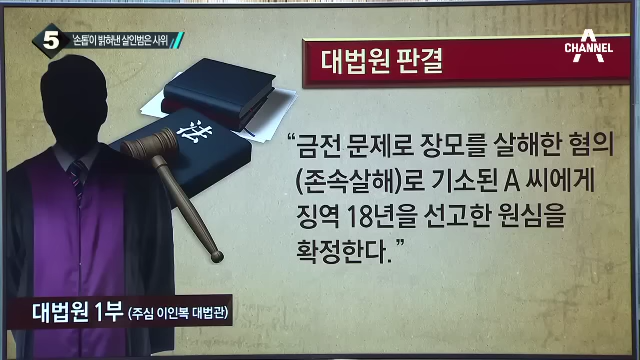 5 '손톱'이 밝혀낸 살인범은 사위
CHANNEL A
대법원 판결
法
“금전 문제로 장모를 살해한 혐의
(존속살해)로 기소된 A 씨에게
징역 18년을 선고한 원심을
확정한다.”
대법원 1부 (주심 이인복 대법관)